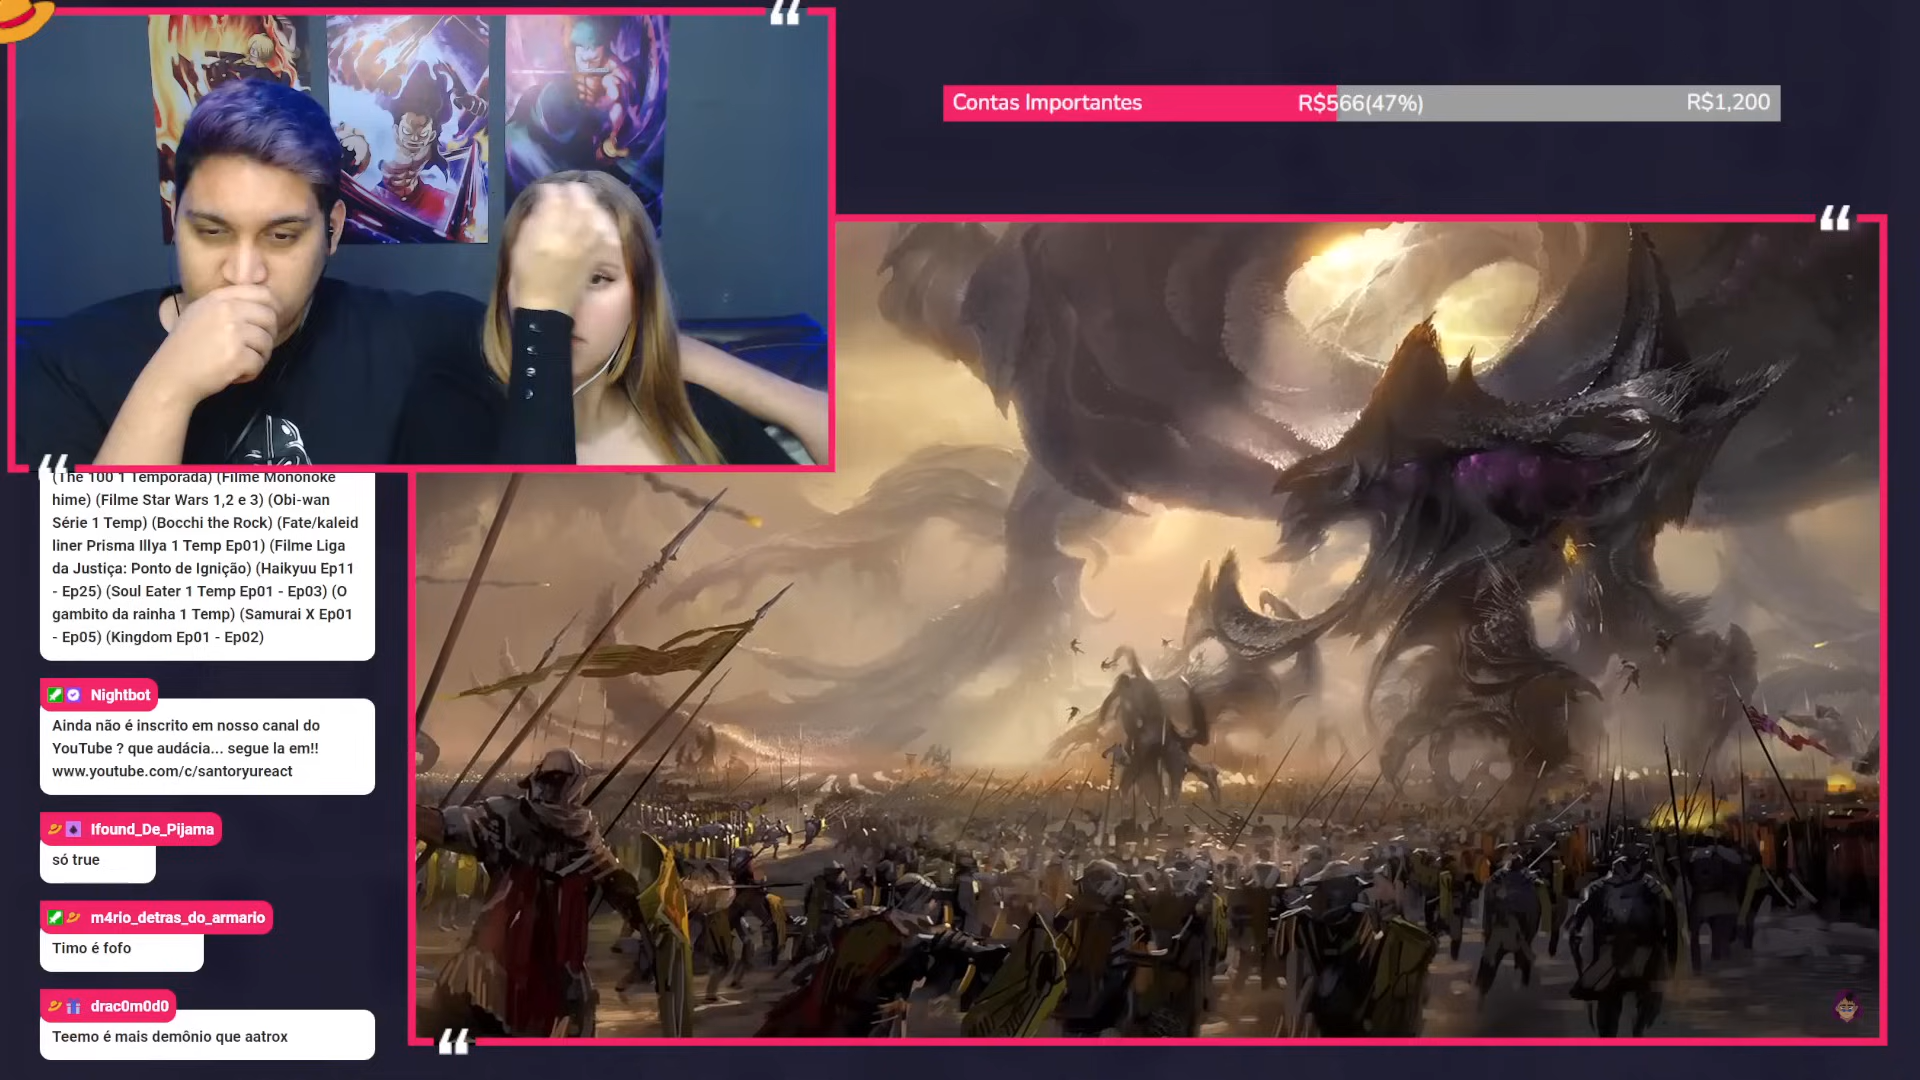 Contas Importantes R$566(47%) R$1,200
(The 100 1 Temporada) (Filme Mononoke
hime) (Filme Star Wars 1,2 e 3) (Obi-wan
Série 1 Temp) (Bocchi the Rock) (Fate/kaleid
liner Prisma Illya 1 Temp Ep01) (Filme Liga
da Justiça: Ponto de Ignição) (Haikyuu Ep11
- Ep25) (Soul Eater 1 Temp Ep01 - Ep03) (O
gambito da rainha 1 Temp) (Samurai X Ep01
- Ep05) (Kingdom Ep01 - Ep02)
Nightbot
Ainda não é inscrito em nosso canal do
YouTube ? que audácia... segue la em!!
www.youtube.com/c/santoryureact
Ifound_De_Pijama
só true
m4rio_detras_do_armario
Timo é fofo
drac0m0d0
Teemo é mais demônio que aatrox